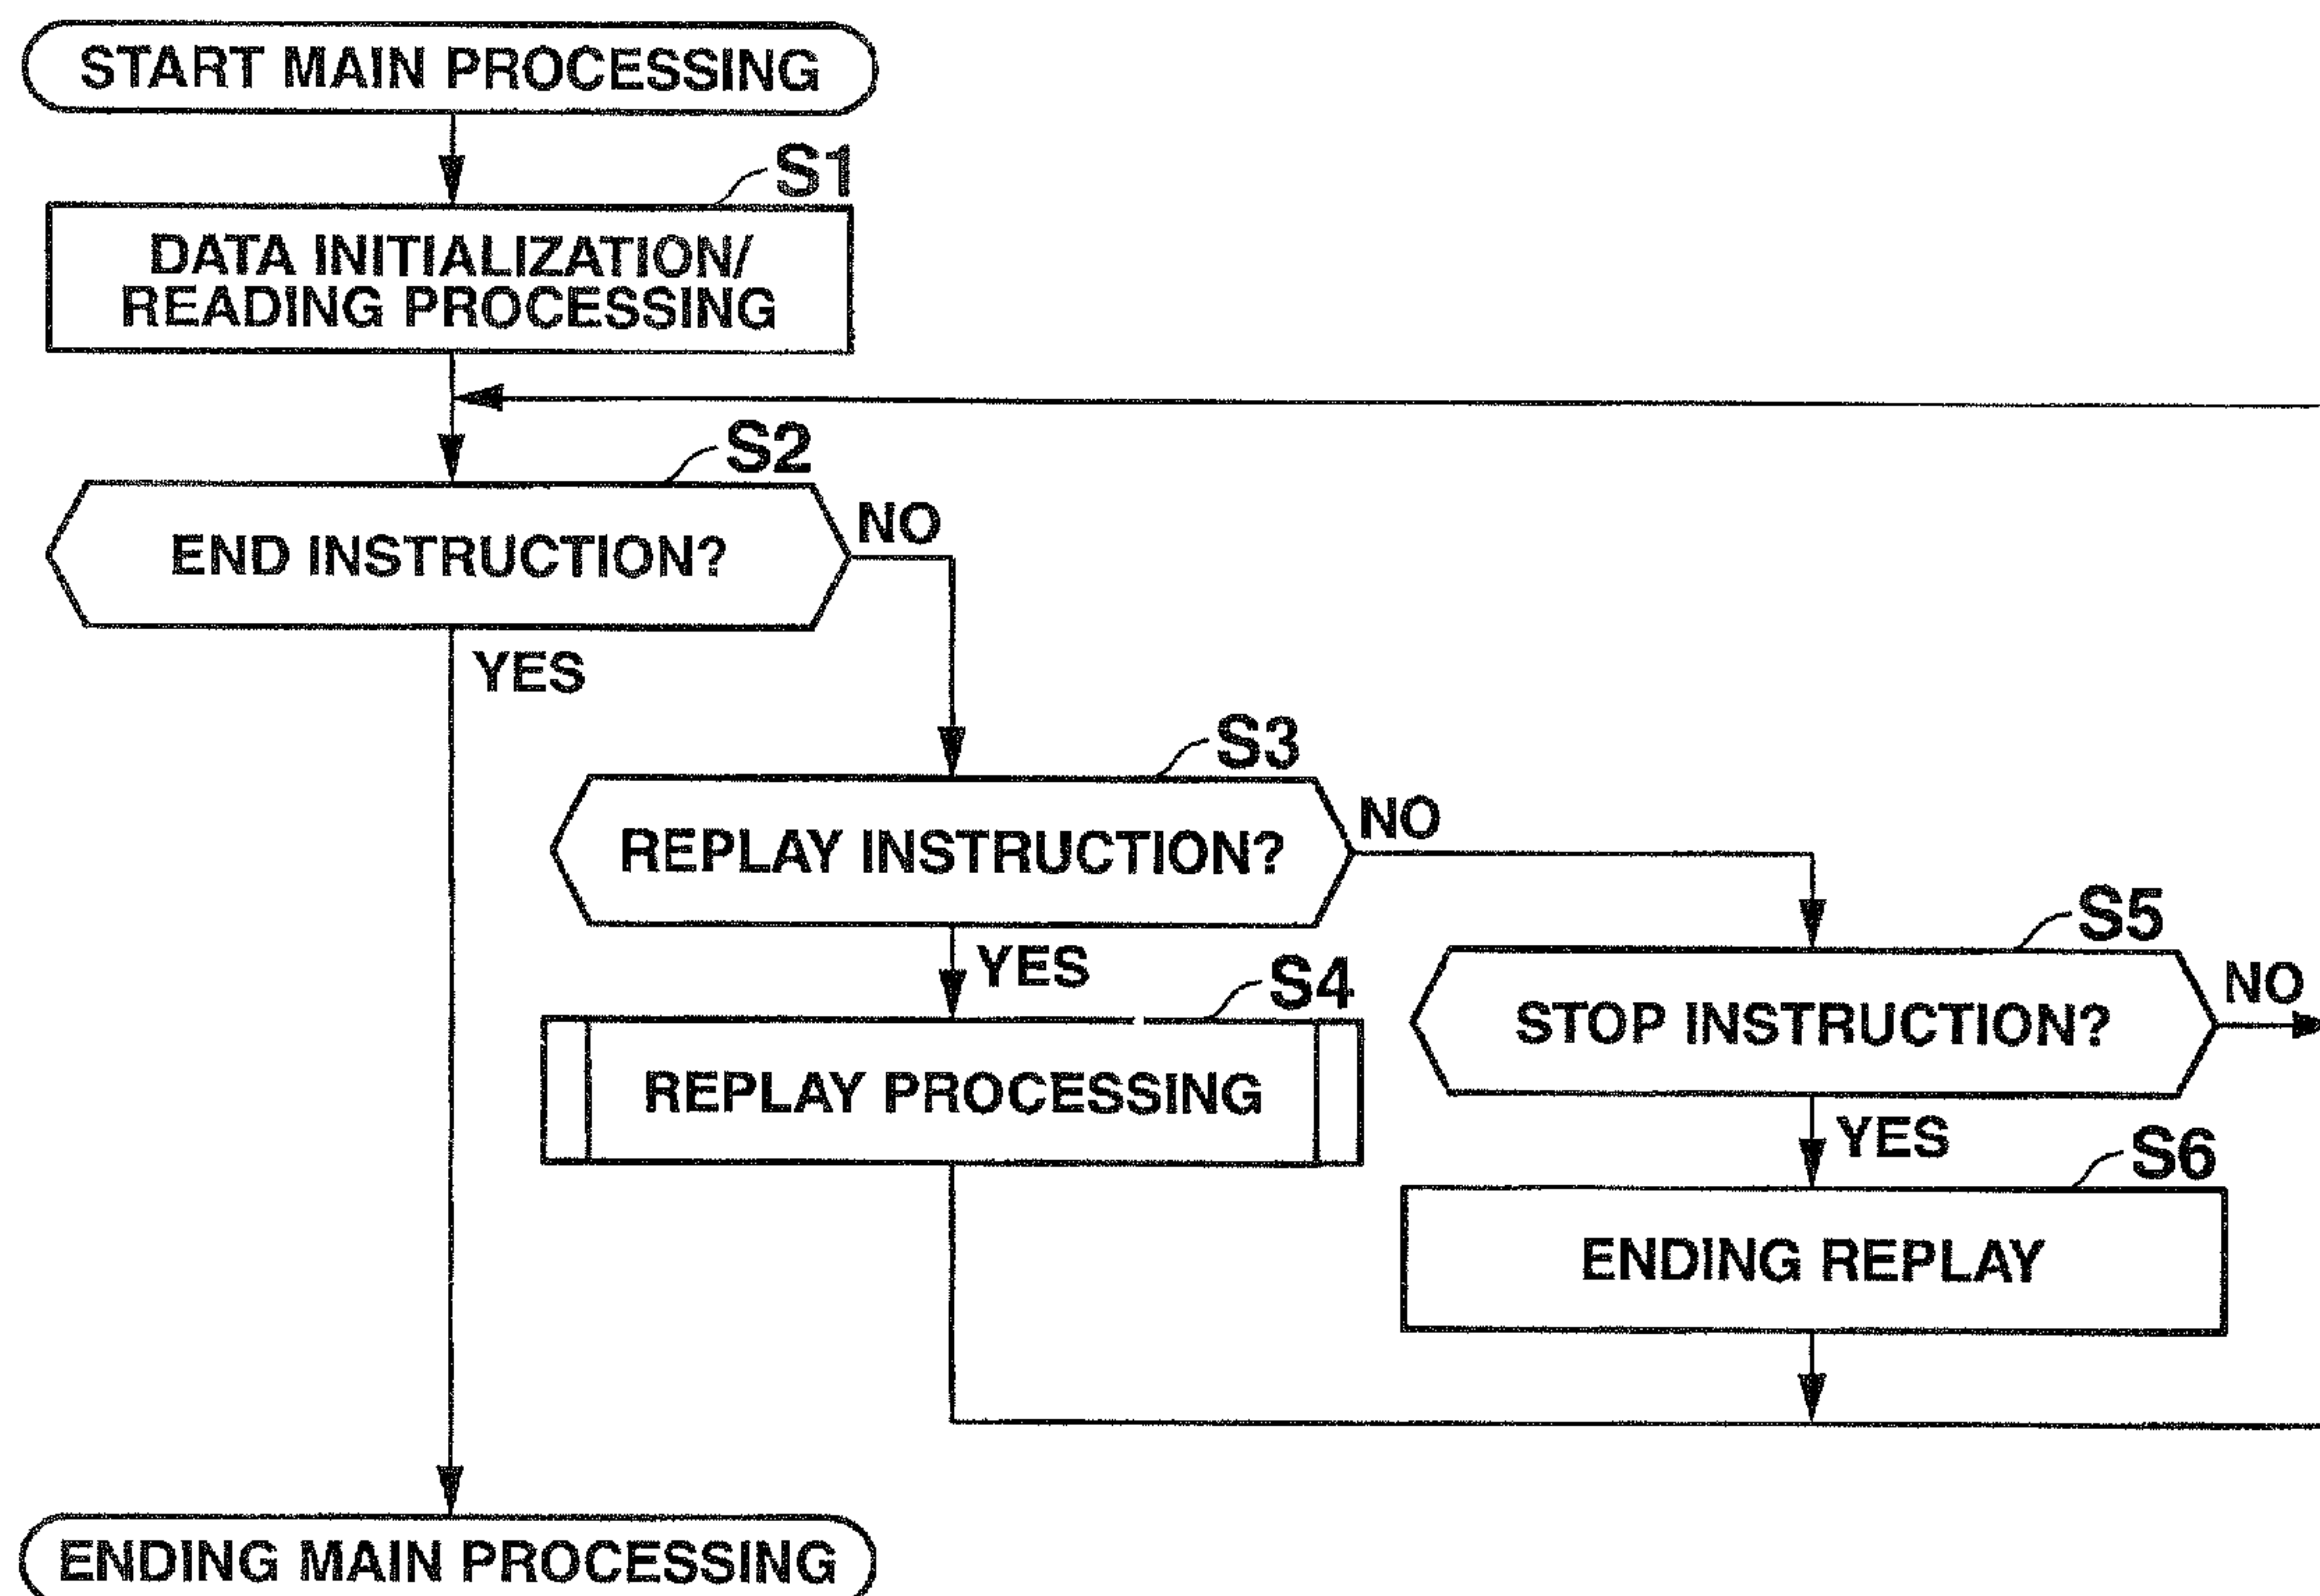 START MAIN PROCESSING
S1
DATA INITIALIZATION/
READING PROCESSING
S2
END INSTRUCTION?
NO
YES
S3
REPLAY INSTRUCTION?
NO
YES
S4
REPLAY PROCESSING
S5
STOP INSTRUCTION?
NO
YES
S6
ENDING REPLAY
ENDING MAIN PROCESSING